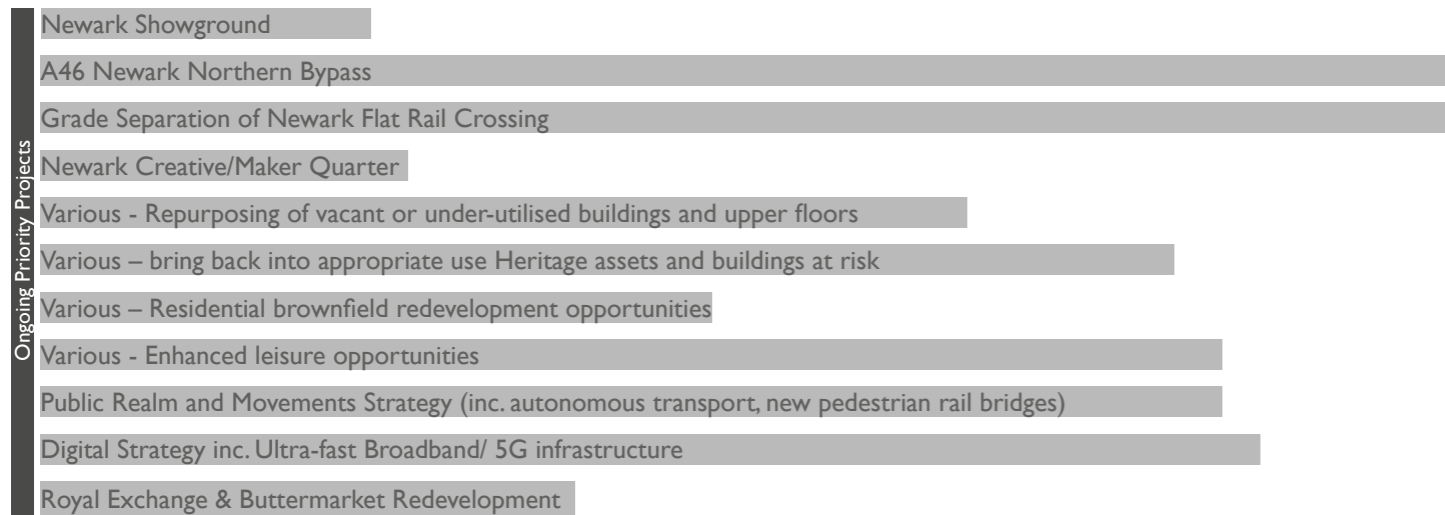 Ongoing Priority Projects
Newark Showground
A46 Newark Northern Bypass
Grade Separation of Newark Flat Rail Crossing
Newark Creative/Maker Quarter
Various - Repurposing of vacant or under-utilised buildings and upper floors
Various – bring back into appropriate use Heritage assets and buildings at risk
Various – Residential brownfield redevelopment opportunities
Various - Enhanced leisure opportunities
Public Realm and Movements Strategy (inc. autonomous transport, new pedestrian rail bridges)
Digital Strategy inc. Ultra-fast Broadband/ 5G infrastructure
Royal Exchange & Buttermarket Redevelopment